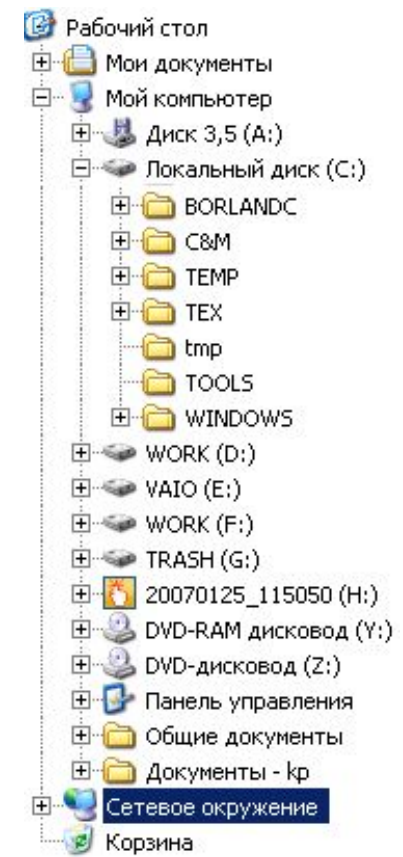 Рабочий стол
Мои документы
Мой компьютер
Диск 3,5 (A:)
Локальный диск (C:)
BORLANDC
C&M
TEMP
TEX
tmp
TOOLS
WINDOWS
WORK (D:)
VAIO (E:)
WORK (F:)
TRASH (G:)
20070125_115050 (H:)
DVD-RAM дисковод (Y:)
DVD-дисковод (Z:)
Панель управления
Общие документы
Документы - kp
Сетевое окружение
Корзина